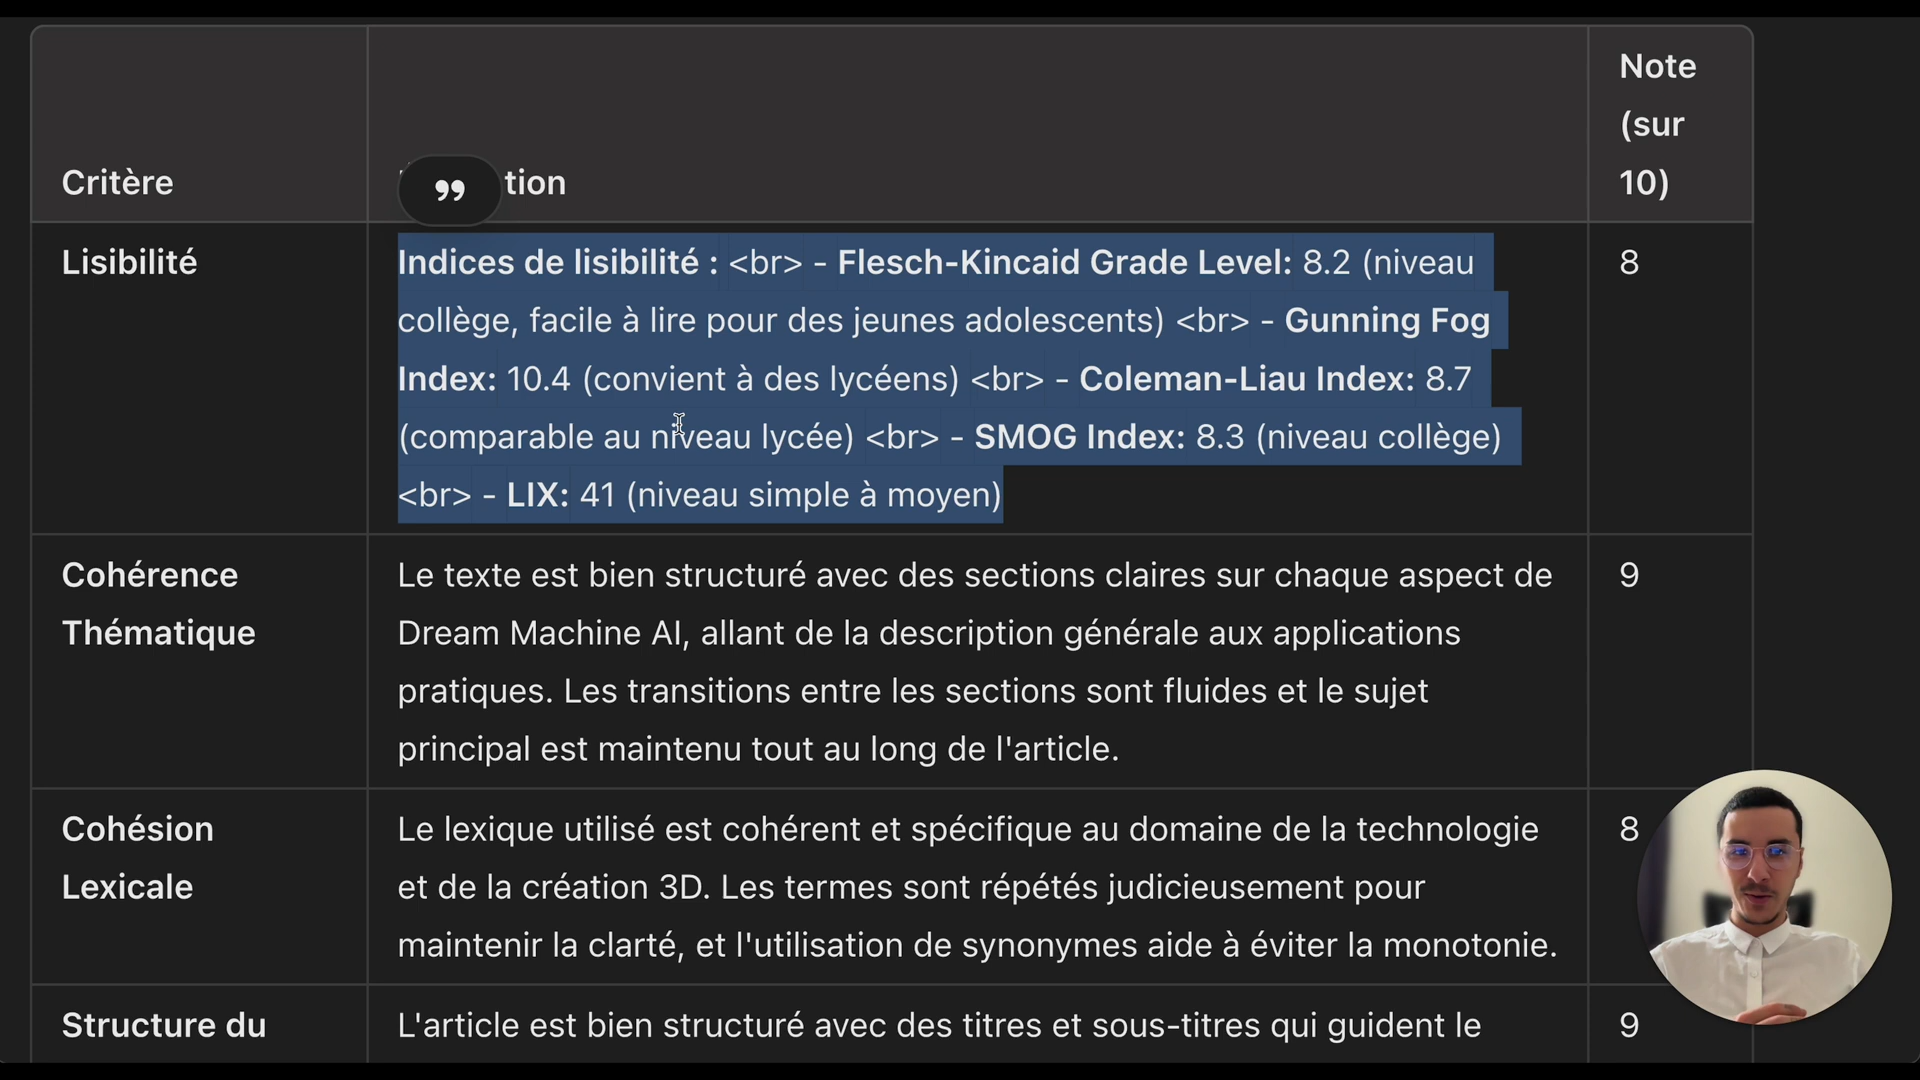 Note
(sur
Critère
tion
10)
Lisibilité
Indices de lisibilité : <br> - Flesch-Kincaid Grade Level: 8.2 (niveau
collège, facile à lire pour des jeunes adolescents) <br> - Gunning Fog
Index: 10.4 (convient à des lycéens) <br> - Coleman-Liau Index: 8.7
(comparable au niveau lycée) <br> - SMOG Index: 8.3 (niveau collège)
<br> - LIX: 41 (niveau simple à moyen)
8
Cohérence
Thématique
Le texte est bien structuré avec des sections claires sur chaque aspect de
Dream Machine AI, allant de la description générale aux applications
pratiques. Les transitions entre les sections sont fluides et le sujet
principal est maintenu tout au long de l'article.
9
Cohésion
Lexicale
Le lexique utilisé est cohérent et spécifique au domaine de la technologie
et de la création 3D. Les termes sont répétés judicieusement pour
maintenir la clarté, et l'utilisation de synonymes aide à éviter la monotonie.
8
Structure du
L'article est bien structuré avec des titres et sous-titres qui guident le
9